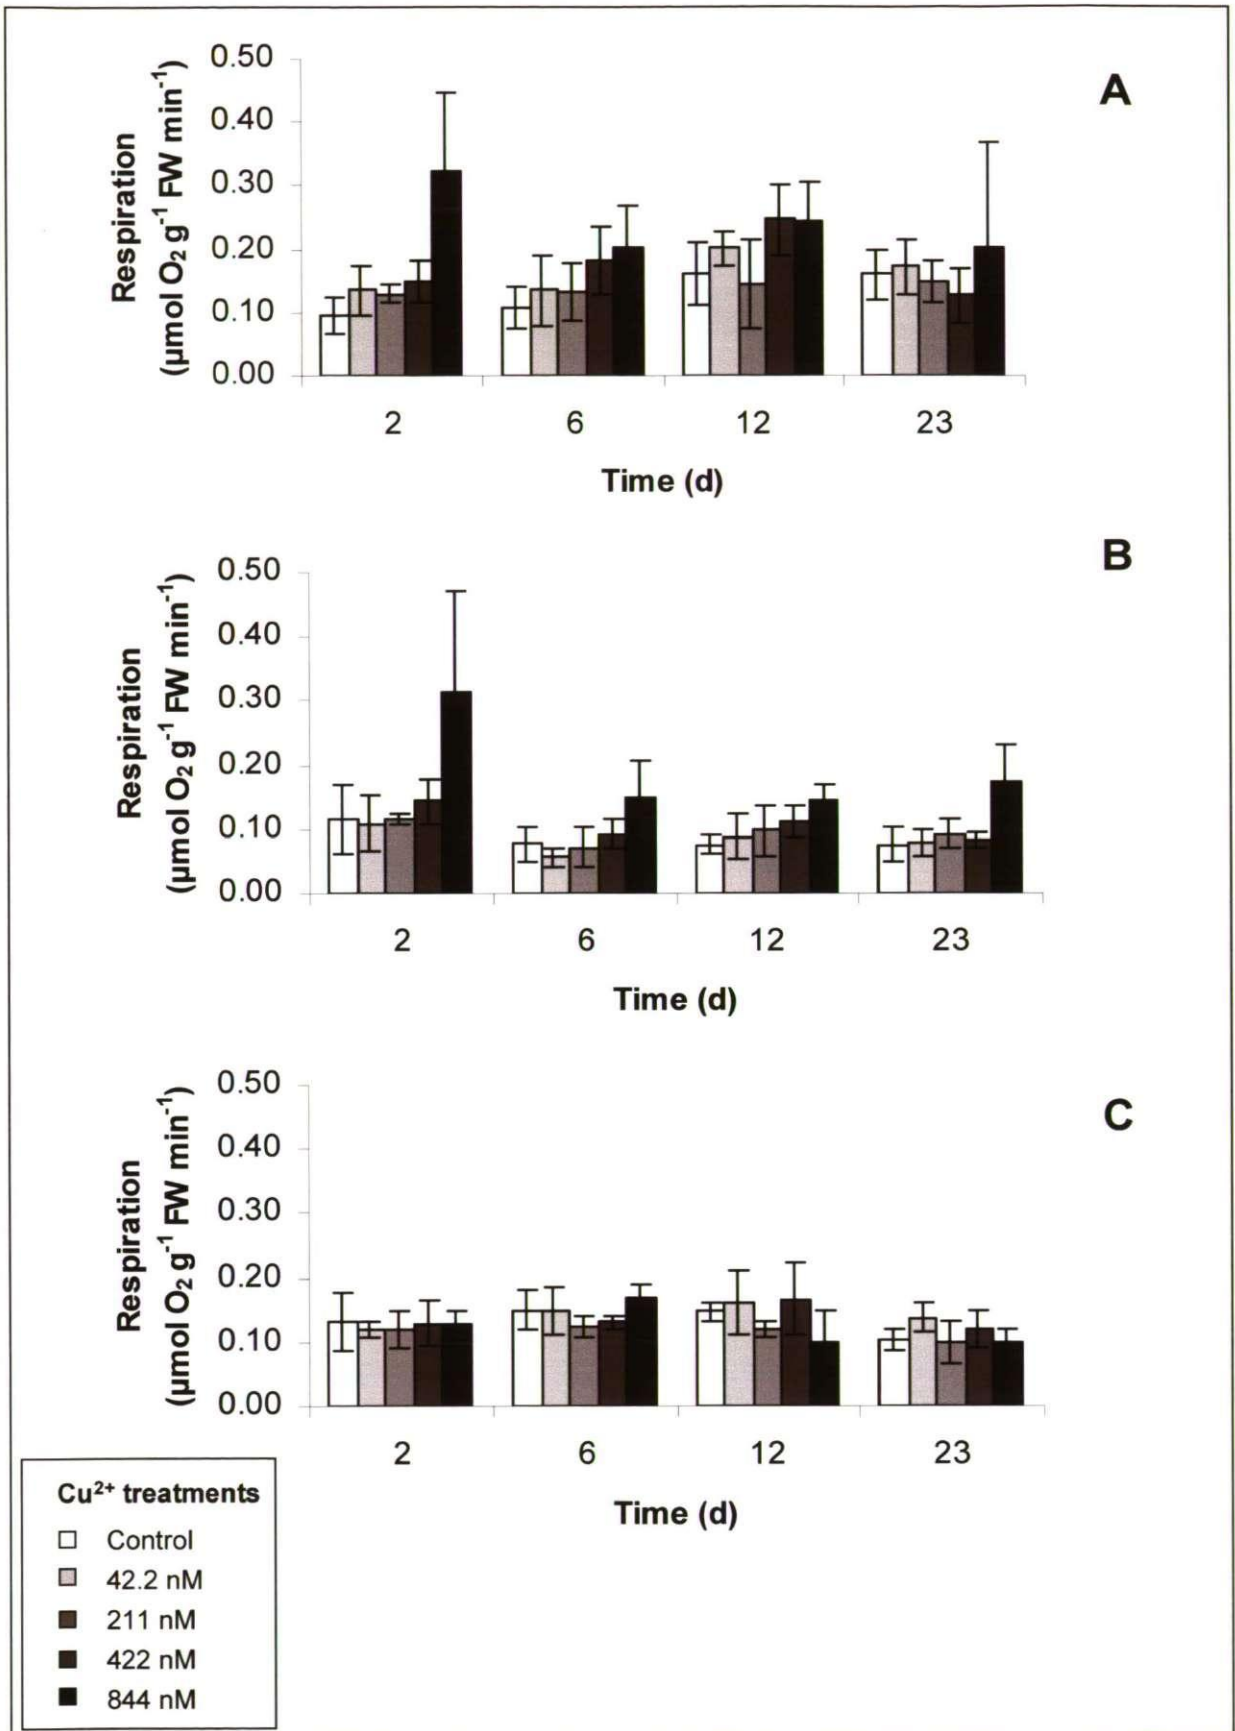 A
0.50
0.40
0.30
0.20
0.10
0.00
Respiration
(µmol O₂ g⁻¹ FW min⁻¹)
2 6 12 23
Time (d)
B
0.50
0.40
0.30
0.20
0.10
0.00
Respiration
(µmol O₂ g⁻¹ FW min⁻¹)
2 6 12 23
Time (d)
C
0.50
0.40
0.30
0.20
0.10
0.00
Respiration
(µmol O₂ g⁻¹ FW min⁻¹)
2 6 12 23
Time (d)
Cu²⁺ treatments
Control
42.2 nM
211 nM
422 nM
844 nM